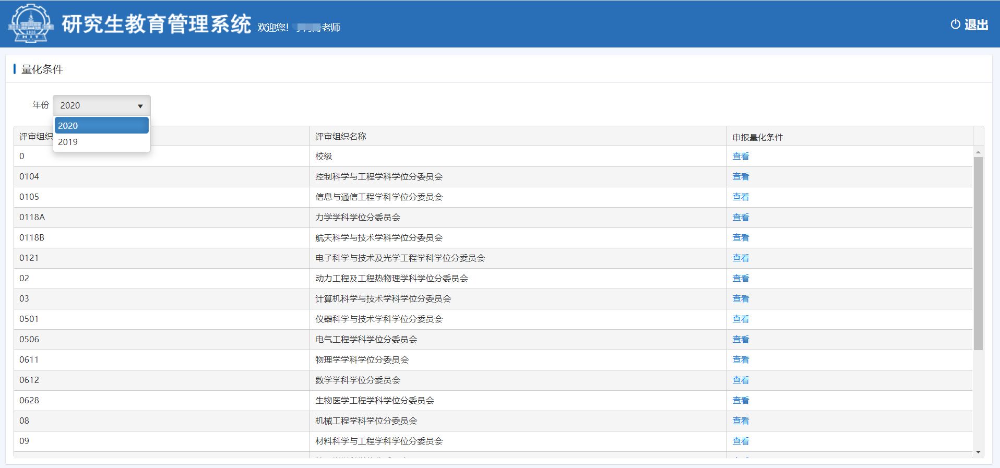 研究生教育管理系统 欢迎您! 老师
退出
1920
HIT
量化条件
年份 2020
2020
2019
评审组织 评审组织名称 申报量化条件
0 校级 查看
0104 控制科学与工程学科学位分委员会 查看
0105 信息与通信工程学科学位分委员会 查看
0118A 力学学科学位分委员会 查看
0118B 航天科学与技术学科学位分委员会 查看
0121 电子科学与技术及光学工程学科学位分委员会 查看
02 动力工程及工程热物理学科学位分委员会 查看
03 计算机科学与技术学科学位分委员会 查看
0501 仪器科学与技术学科学位分委员会 查看
0506 电气工程学科学位分委员会 查看
0611 物理学学科学位分委员会 查看
0612 数学学科学位分委员会 查看
0628 生物医学工程学科学位分委员会 查看
08 机械工程学科学位分委员会 查看
09 材料科学与工程学科学位分委员会 查看